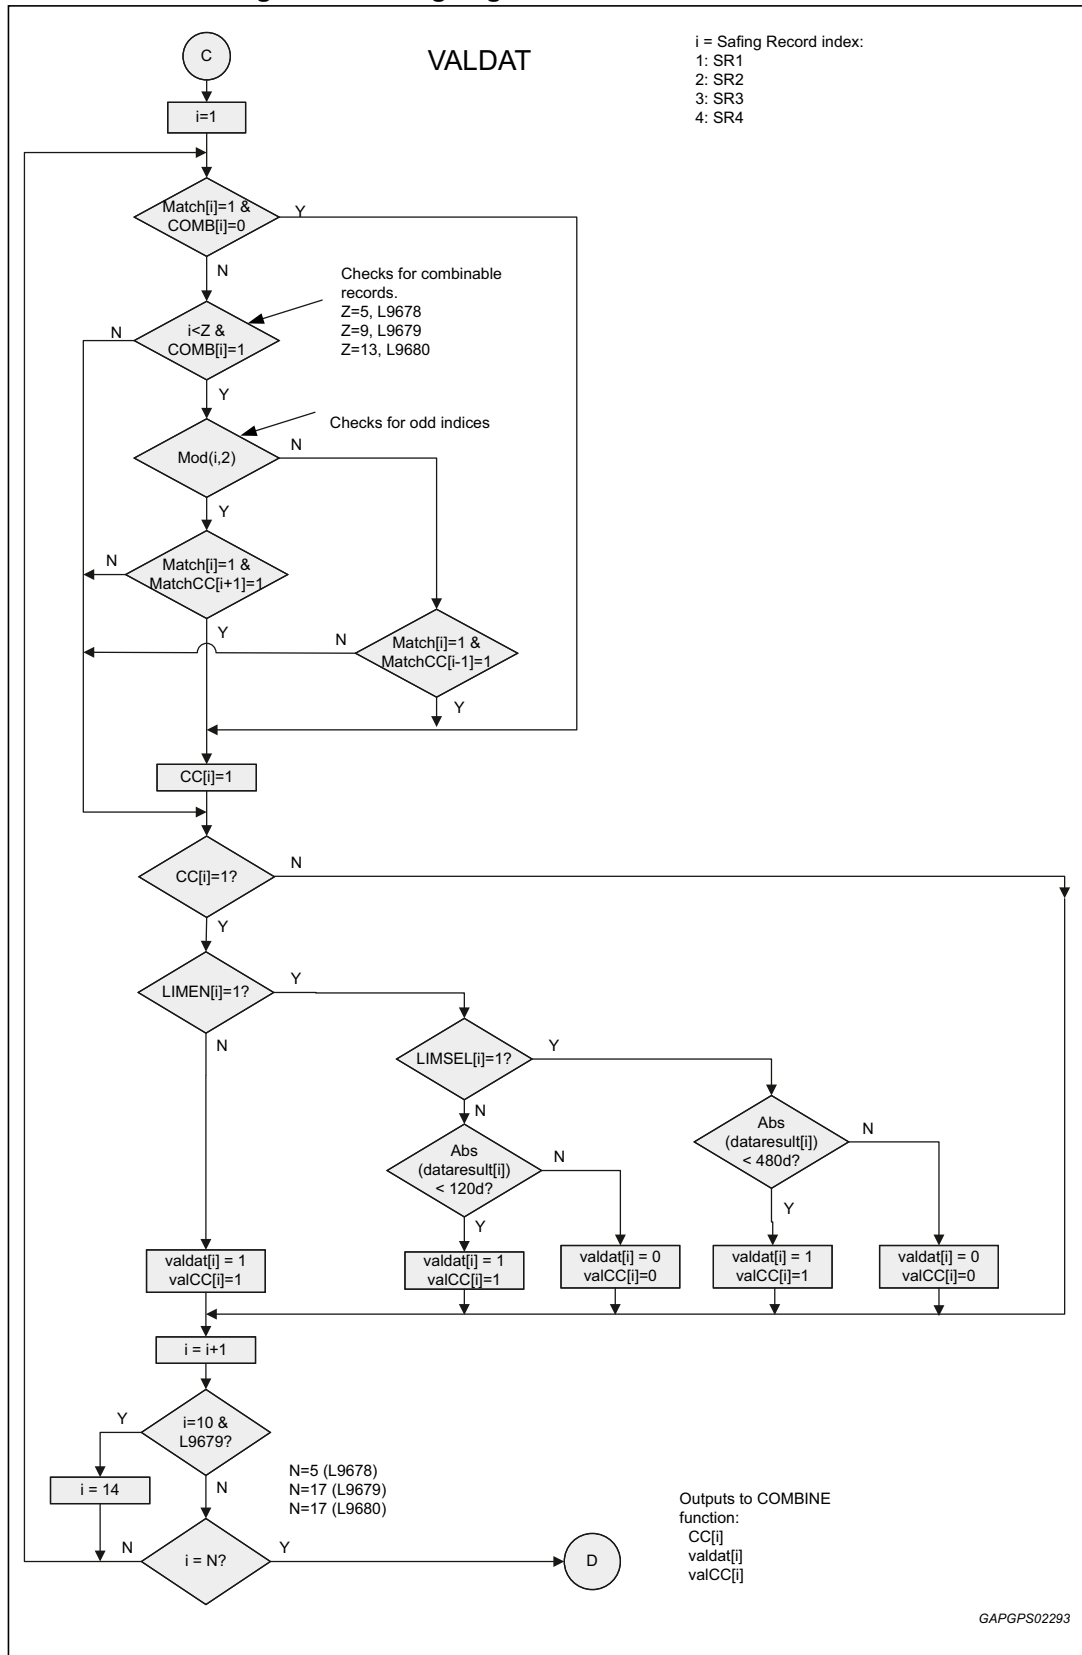 C
VALDAT
i = Safing Record index:
1: SR1
2: SR2
3: SR3
4: SR4
i=1
Match[i]=1 &
COMB[i]=0
Y
N
Checks for combinable
records.
Z=5, L9678
Z=9, L9679
Z=13, L9680
i<Z &
COMB[i]=1
N
Y
Checks for odd indices
Mod(i,2)
N
Y
Match[i]=1 &
MatchCC[i+1]=1
N
Y
Match[i]=1 &
MatchCC[i-1]=1
N
Y
CC[i]=1
CC[i]=1?
N
Y
LIMEN[i]=1?
Y
N
LIMSEL[i]=1?
Y
N
Abs
(dataresult[i])
< 120d?
N
Y
Abs
(dataresult[i])
< 480d?
N
Y
valdat[i] = 1
valCC[i]=1
valdat[i] = 1
valCC[i]=1
valdat[i] = 0
valCC[i]=0
valdat[i] = 1
valCC[i]=1
valdat[i] = 0
valCC[i]=0
i = i+1
i=10 &
L9679?
Y
N
i = 14
N=5 (L9678)
N=17 (L9679)
N=17 (L9680)
i = N?
N
Y
D
Outputs to COMBINE
function:
CC[i]
valdat[i]
valCC[i]
GAPGPS02293